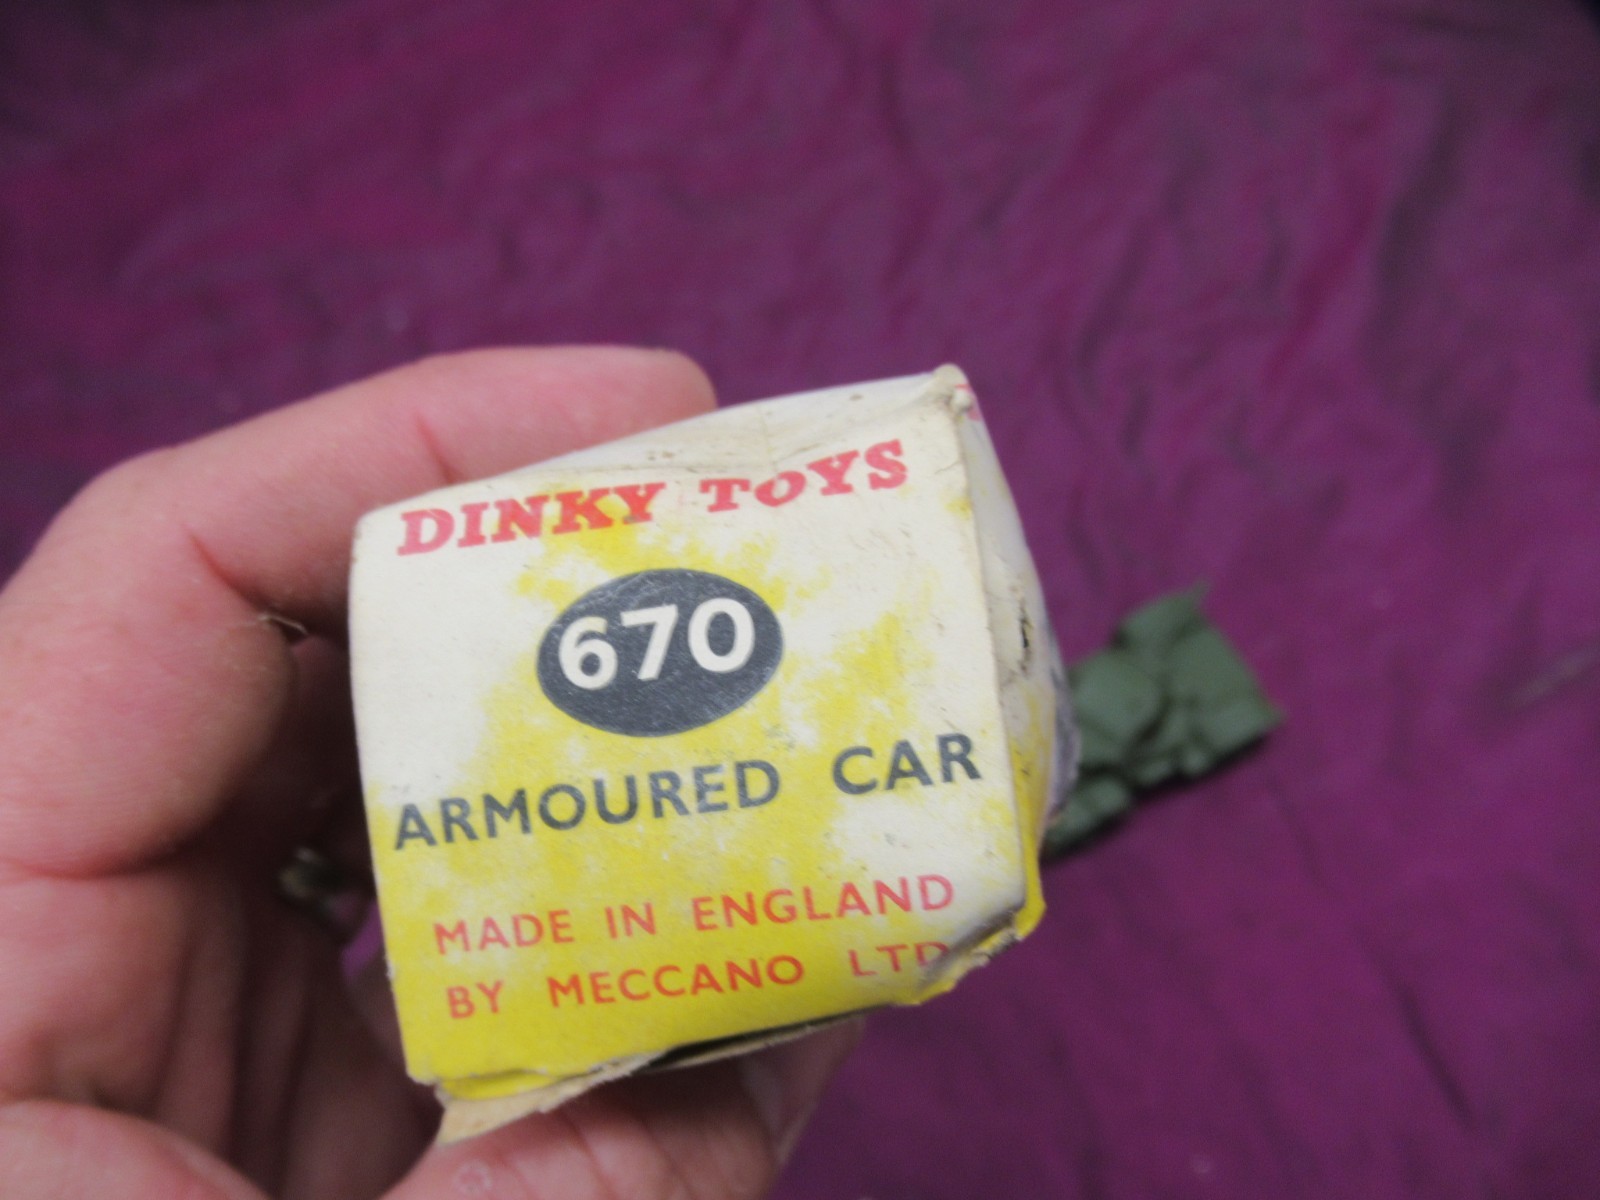 DINKY TOYS
670
ARMOURED CAR
MADE IN ENGLAND
BY MECCANO LTD